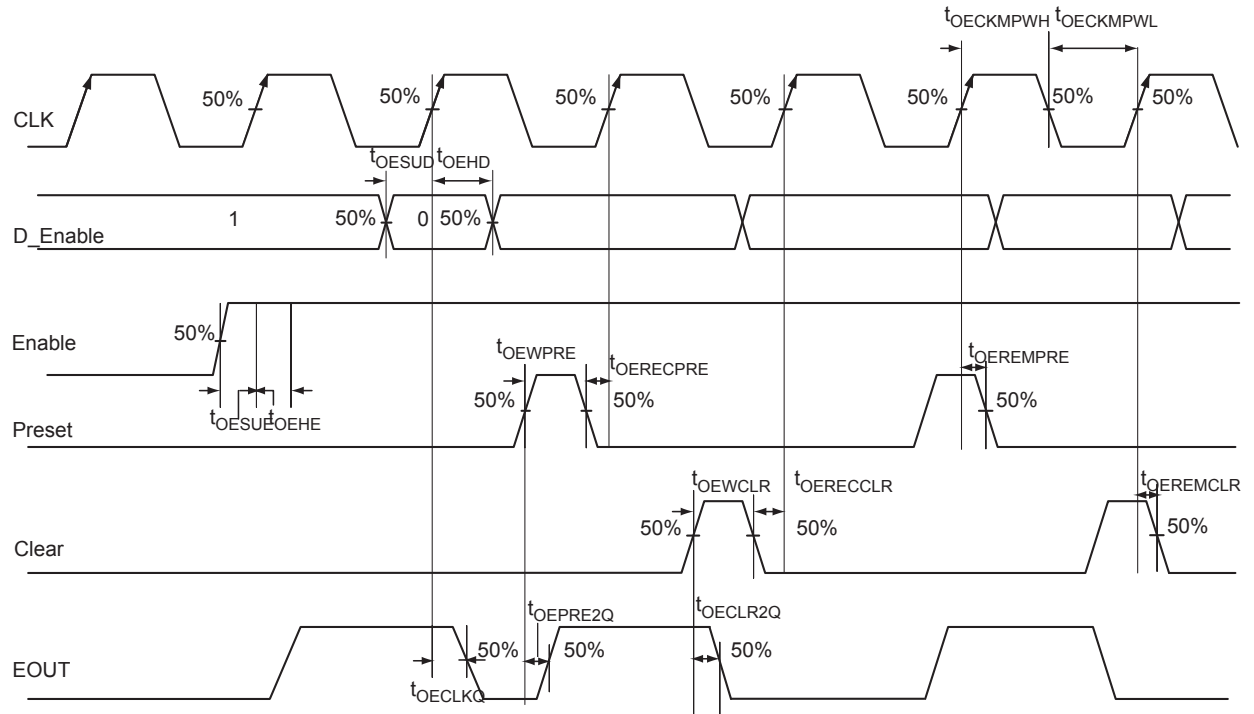 tOECKMPWH tOECKMPWL
50% 50% 50% 50% 50% 50% 50%
CLK
tOESUD tOEHD
1 50% 0 50%
D_Enable
50%
Enable
tOEWPRE tOERECPRE tOEREMPRE
tOESUE tOEHE
50% 50% 50%
Preset
tOEWCLR tOERECCLR tOEREMCLR
50% 50% 50%
Clear
tOEPRE2Q tOECLR2Q
50% 50% 50%
EOUT
tOECLKQ